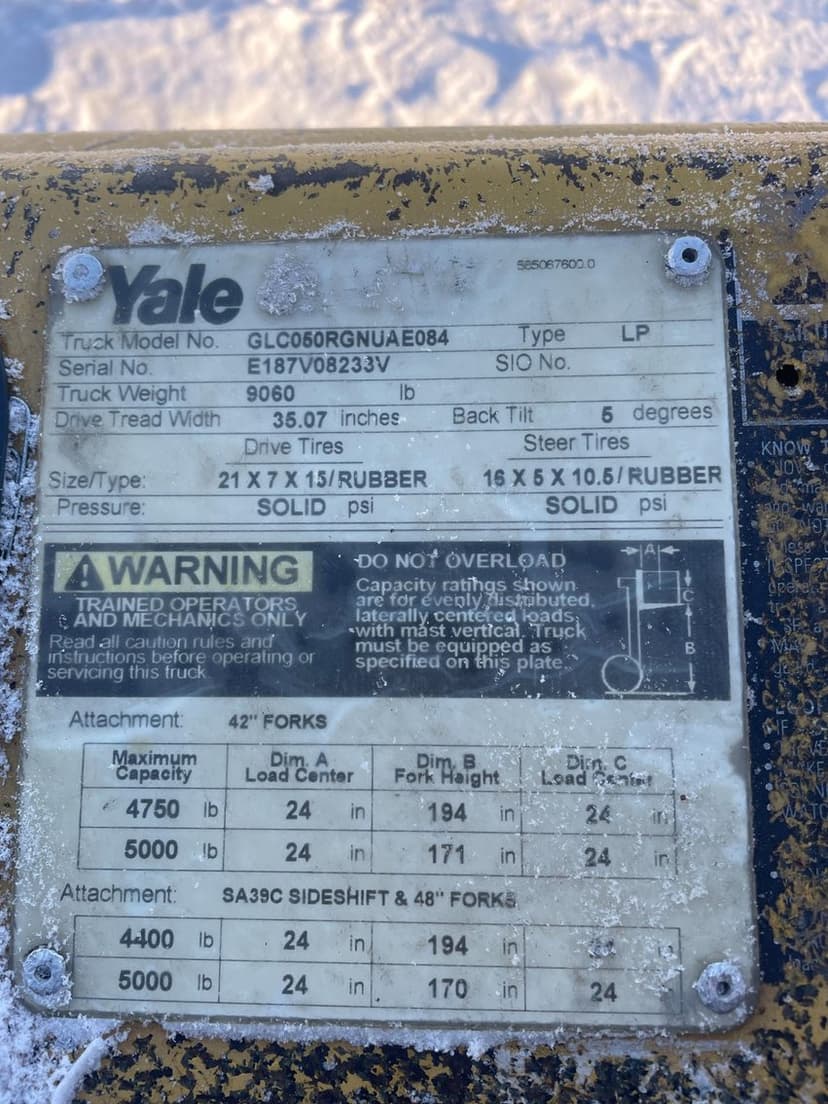 Yale
585067600.0
Truck Model No. GLC050RGNUAE084 Type LP
Serial No. E187V08233V SIO No.
Truck Weight 9060 lb
Drive Tread Width 35.07 inches Back Tilt 5 degrees
Drive Tires Steer Tires
Size/Type: 21 X 7 X 15/RUBBER 16 X 5 X 10.5/RUBBER
Pressure: SOLID psi SOLID psi
WARNING
TRAINED OPERATORS
AND MECHANICS ONLY
Read all caution rules and
instructions before operating or
servicing this truck
DO NOT OVERLOAD
Capacity ratings shown
are for evenly distributed,
laterally centered loads
with mast vertical. Truck
must be equipped as
specified on this plate.
A
C
B
Attachment: 42" FORKS
Maximum Capacity Dim. A Load Center Dim. B Fork Height Dim. C Load Center
4750 lb 24 in 194 in 24 in
5000 lb 24 in 171 in 24 in
Attachment: SA39C SIDESHIFT & 48" FORKS
4400 lb 24 in 194 in
5000 lb 24 in 170 in 24
KNOW